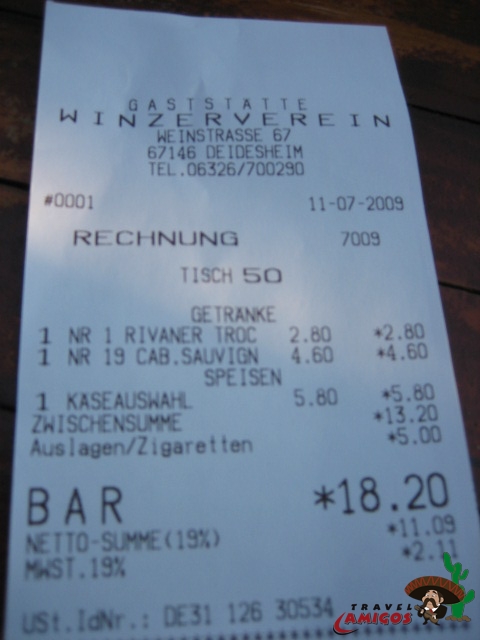 GASTSTÄTTE
WINZERVEREIN
WEINSTRASSE 67
67146 DEIDESHEIM
TEL.06326/700290
#0001 11-07-2009
RECHNUNG 7009
TISCH 50
GETRÄNKE
1 NR 1 RIVANER TROC 2.80 *2.80
1 NR 19 CAB.SAUVIGN 4.60 *4.60
SPEISEN
1 KÄSEAUSWAHL 5.80 *5.80
ZWISCHENSUMME *13.20
Auslagen/Zigaretten *5.00
BAR *18.20
NETTO-SUMME(19%) *11.09
MWST.19% *2.11
USt.IdNr.: DE31 126 30534
TRAVEL
AMIGOS